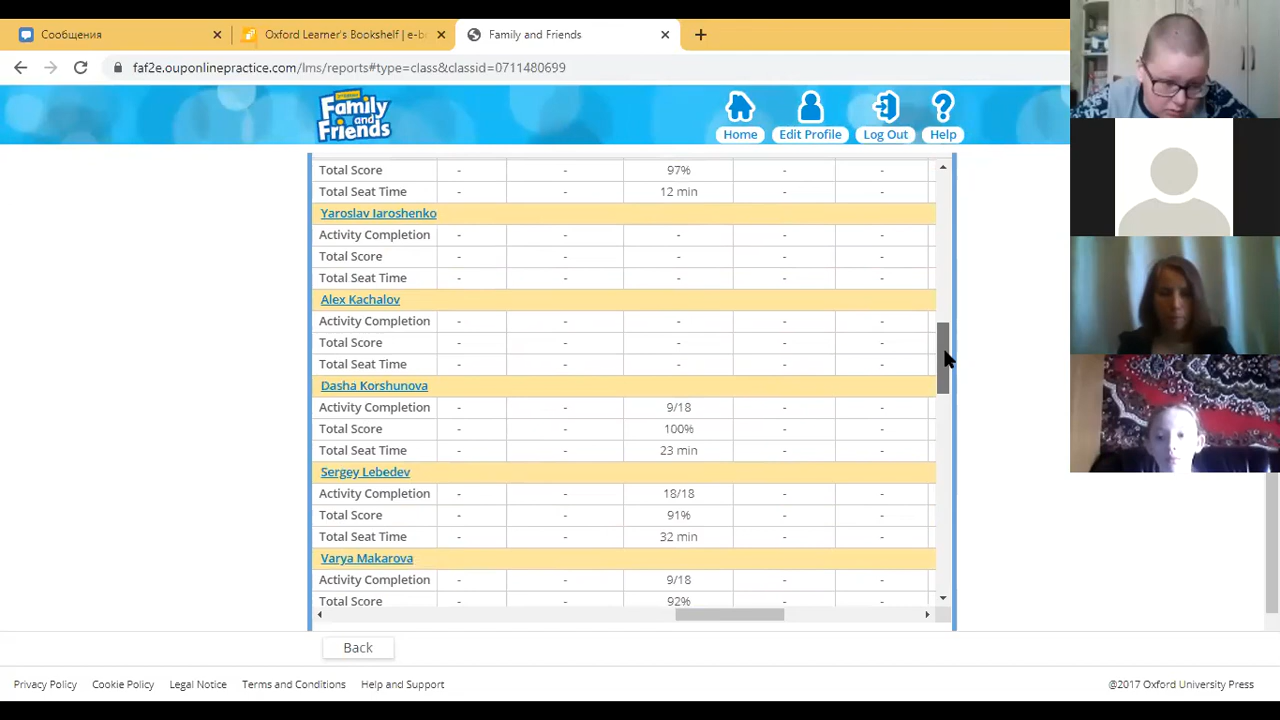 Сообщения
Oxford Learner's Bookshelf | e-b
Family and Friends
faf2e.ouponlinepractice.com/lms/reports#type=class&classid=0711480699
Family and Friends
Home Edit Profile Log Out Help
Total Score - - 97% - -
Total Seat Time - - 12 min - -
Yaroslav Iaroshenko
Activity Completion - - - - -
Total Score - - - - -
Total Seat Time - - - - -
Alex Kachalov
Activity Completion - - - - -
Total Score - - - - -
Total Seat Time - - - - -
Dasha Korshunova
Activity Completion - - 9/18 - -
Total Score - - 100% - -
Total Seat Time - - 23 min - -
Sergey Lebedev
Activity Completion - - 18/18 - -
Total Score - - 91% - -
Total Seat Time - - 32 min - -
Varya Makarova
Activity Completion - - 9/18 - -
Total Score - - 92% - -
Back
Privacy Policy Cookie Policy Legal Notice Terms and Conditions Help and Support @2017 Oxford University Press